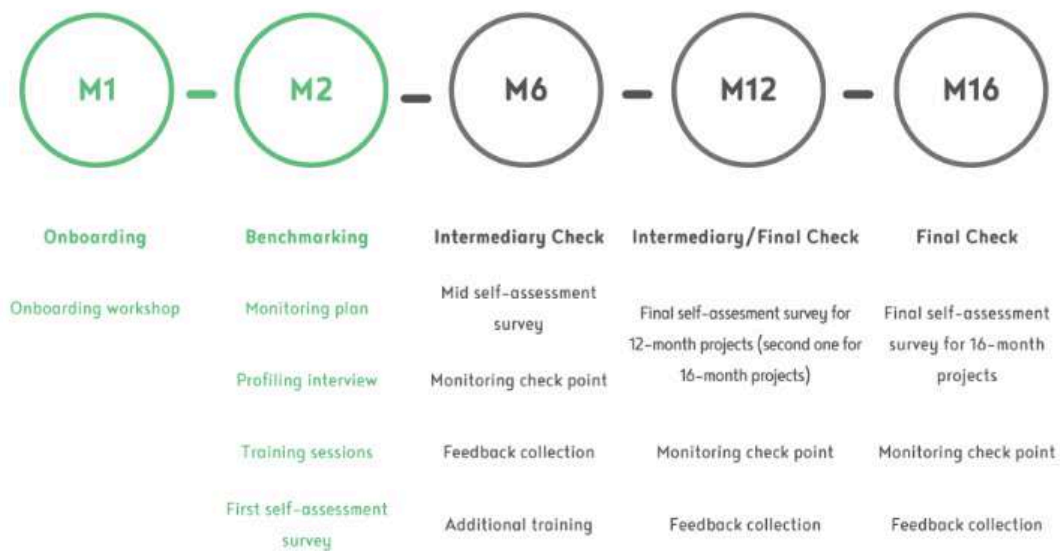 M1
M2
M6
M12
M16
Onboarding
Benchmarking
Intermediary Check
Intermediary/Final Check
Final Check
Onboarding workshop
Monitoring plan
Profiling interview
Training sessions
First self-assessment
survey
Mid self-assessment
survey
Monitoring check point
Feedback collection
Additional training
Final self-assesment survey for
12-month projects (second one for
16-month projects)
Monitoring check point
Feedback collection
Final self-assessment
survey for 16-month
projects
Monitoring check point
Feedback collection